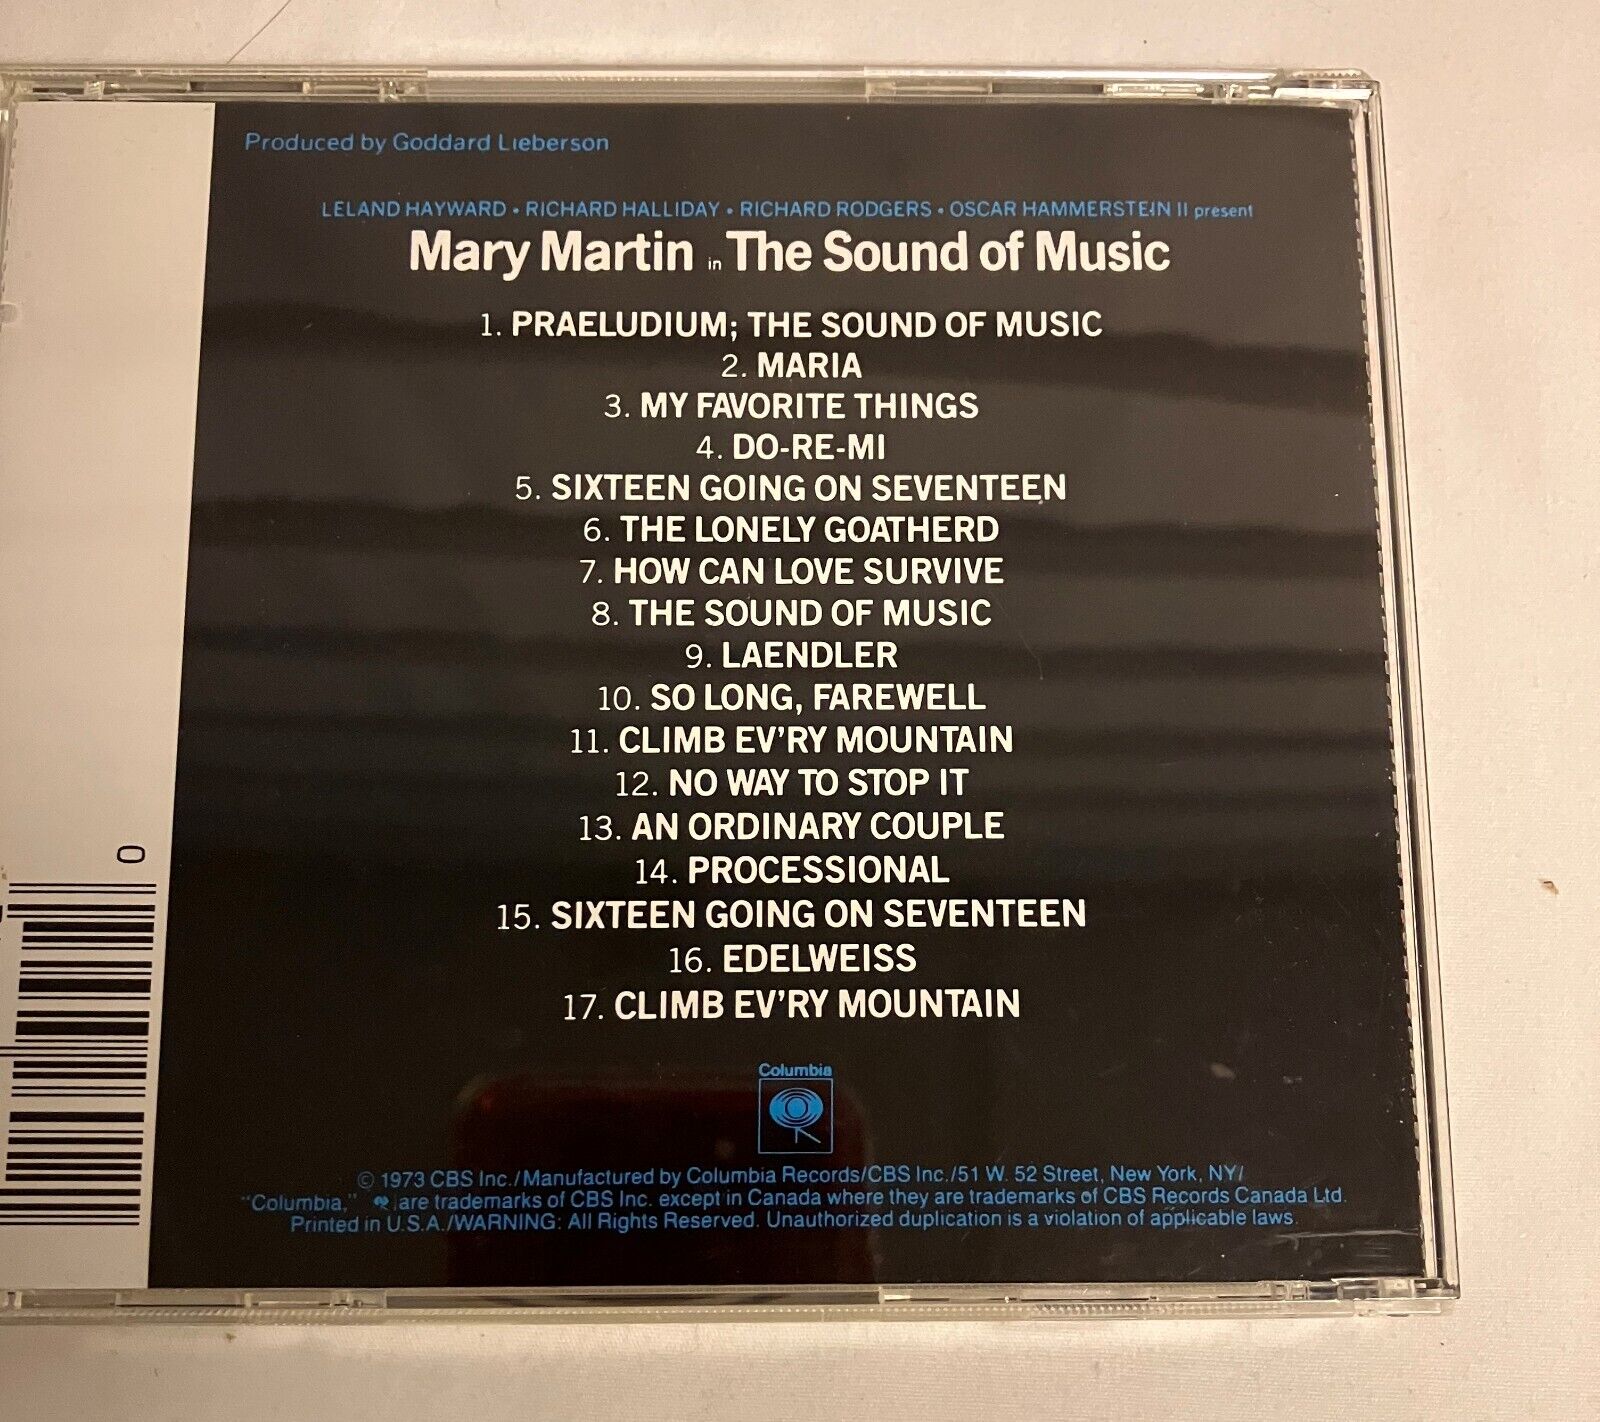 Produced by Goddard Lieberson
LELAND HAYWARD • RICHARD HALLIDAY • RICHARD RODGERS • OSCAR HAMMERSTEIN II present
Mary Martin in The Sound of Music
1. PRAELUDIUM; THE SOUND OF MUSIC
2. MARIA
3. MY FAVORITE THINGS
4. DO-RE-MI
5. SIXTEEN GOING ON SEVENTEEN
6. THE LONELY GOATHERD
7. HOW CAN LOVE SURVIVE
8. THE SOUND OF MUSIC
9. LAENDLER
10. SO LONG, FAREWELL
11. CLIMB EV'RY MOUNTAIN
12. NO WAY TO STOP IT
13. AN ORDINARY COUPLE
14. PROCESSIONAL
15. SIXTEEN GOING ON SEVENTEEN
16. EDELWEISS
17. CLIMB EV'RY MOUNTAIN
0
Columbia
© 1973 CBS Inc./Manufactured by Columbia Records/CBS Inc./51 W. 52 Street, New York, NY/
"Columbia," are trademarks of CBS Inc. except in Canada where they are trademarks of CBS Records Canada Ltd.
Printed in U.S.A./WARNING: All Rights Reserved. Unauthorized duplication is a violation of applicable laws.